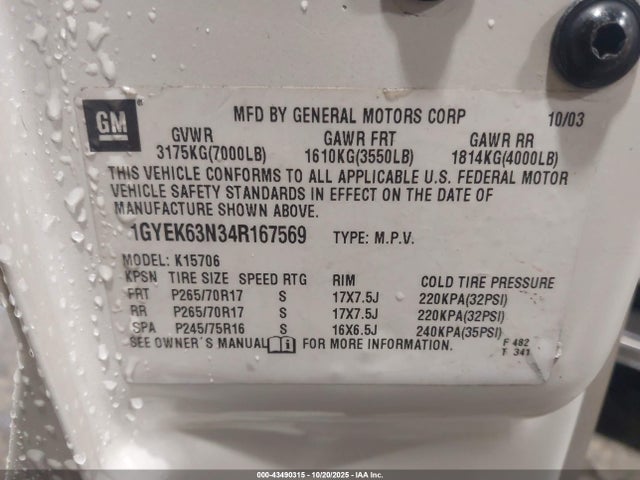 GM
MFD BY GENERAL MOTORS CORP 10/03
GVWR GAWR FRT GAWR RR
3175KG(7000LB) 1610KG(3550LB) 1814KG(4000LB)
THIS VEHICLE CONFORMS TO ALL APPLICABLE U.S. FEDERAL MOTOR
VEHICLE SAFETY STANDARDS IN EFFECT ON THE DATE OF
MANUFACTURE SHOWN ABOVE.
1GYEK63N34R167569 TYPE: M.P.V.
MODEL: K15706
KPSN TIRE SIZE SPEED RTG RIM COLD TIRE PRESSURE
FRT P265/70R17 S 17X7.5J 220KPA(32PSI)
RR P265/70R17 S 17X7.5J 220KPA(32PSI)
SPA P245/75R16 S 16X6.5J 240KPA(35PSI)
SEE OWNER'S MANUAL FOR MORE INFORMATION.
F 482
T 341
000-43490315 - 10/20/2025 - IAA Inc.